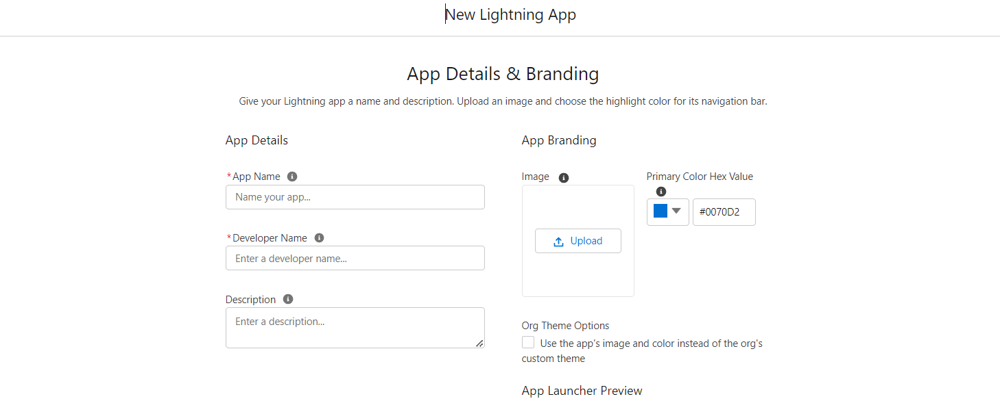 New Lightning App
App Details & Branding
Give your Lightning app a name and description. Upload an image and choose the highlight color for its navigation bar.
App Details
*App Name
Name your app...
*Developer Name
Enter a developer name...
Description
Enter a description...
App Branding
Image
Upload
Primary Color Hex Value
#0070D2
Org Theme Options
Use the app's image and color instead of the org's
custom theme
App Launcher Preview